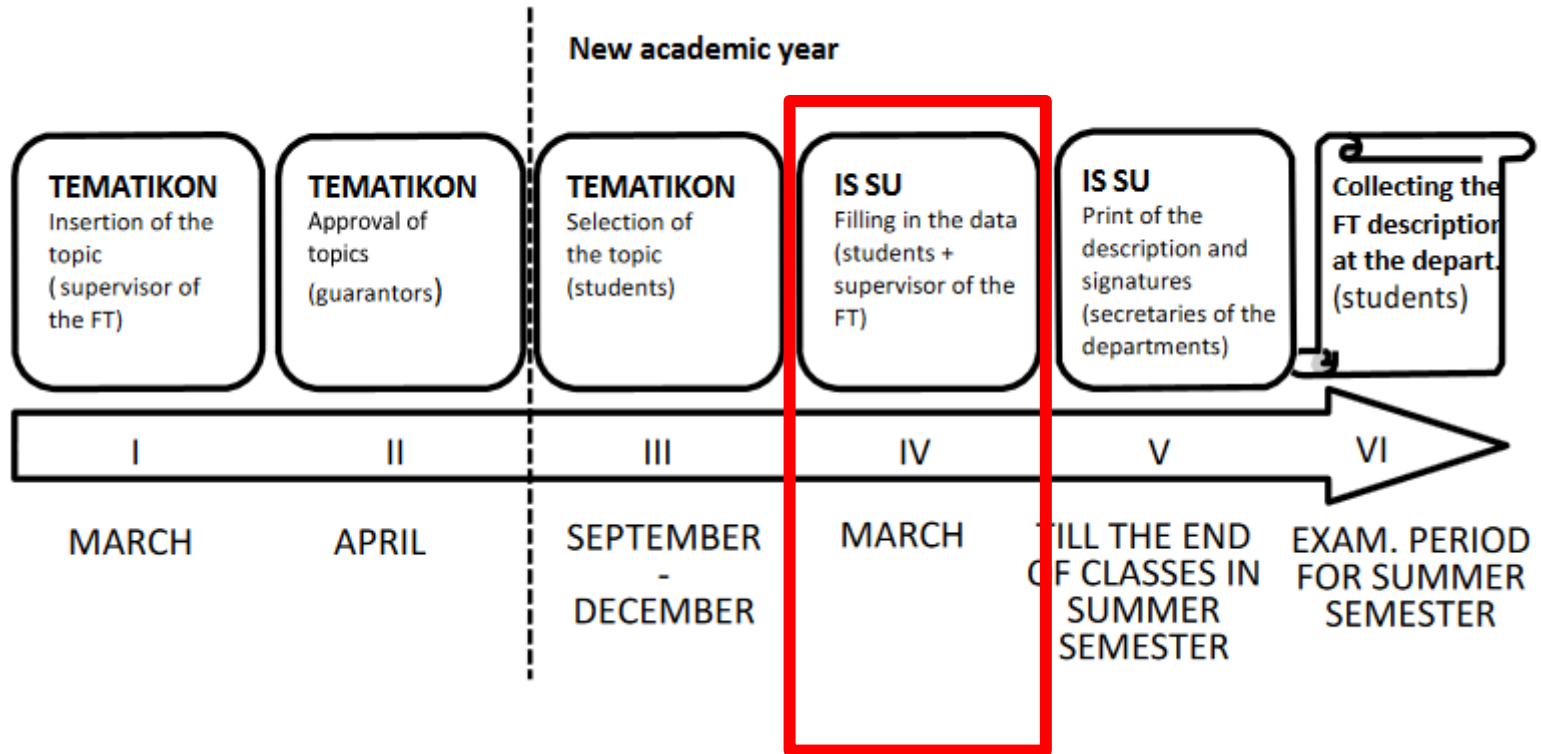 New academic year
TEMATIKON
Insertion of the
topic
( supervisor of
the FT)
TEMATIKON
Approval of
topics
(guarantors)
TEMATIKON
Selection of
the topic
(students)
IS SU
Filling in the data
(students +
supervisor of the
FT)
IS SU
Print of the
description and
signatures
(secretaries of the
departments)
Collecting the
FT description
at the depart.
(students)
I
II
III
IV
V
VI
MARCH
APRIL
SEPTEMBER
-
DECEMBER
MARCH
TILL THE END
OF CLASSES IN
SUMMER
SEMESTER
EXAM. PERIOD
FOR SUMMER
SEMESTER